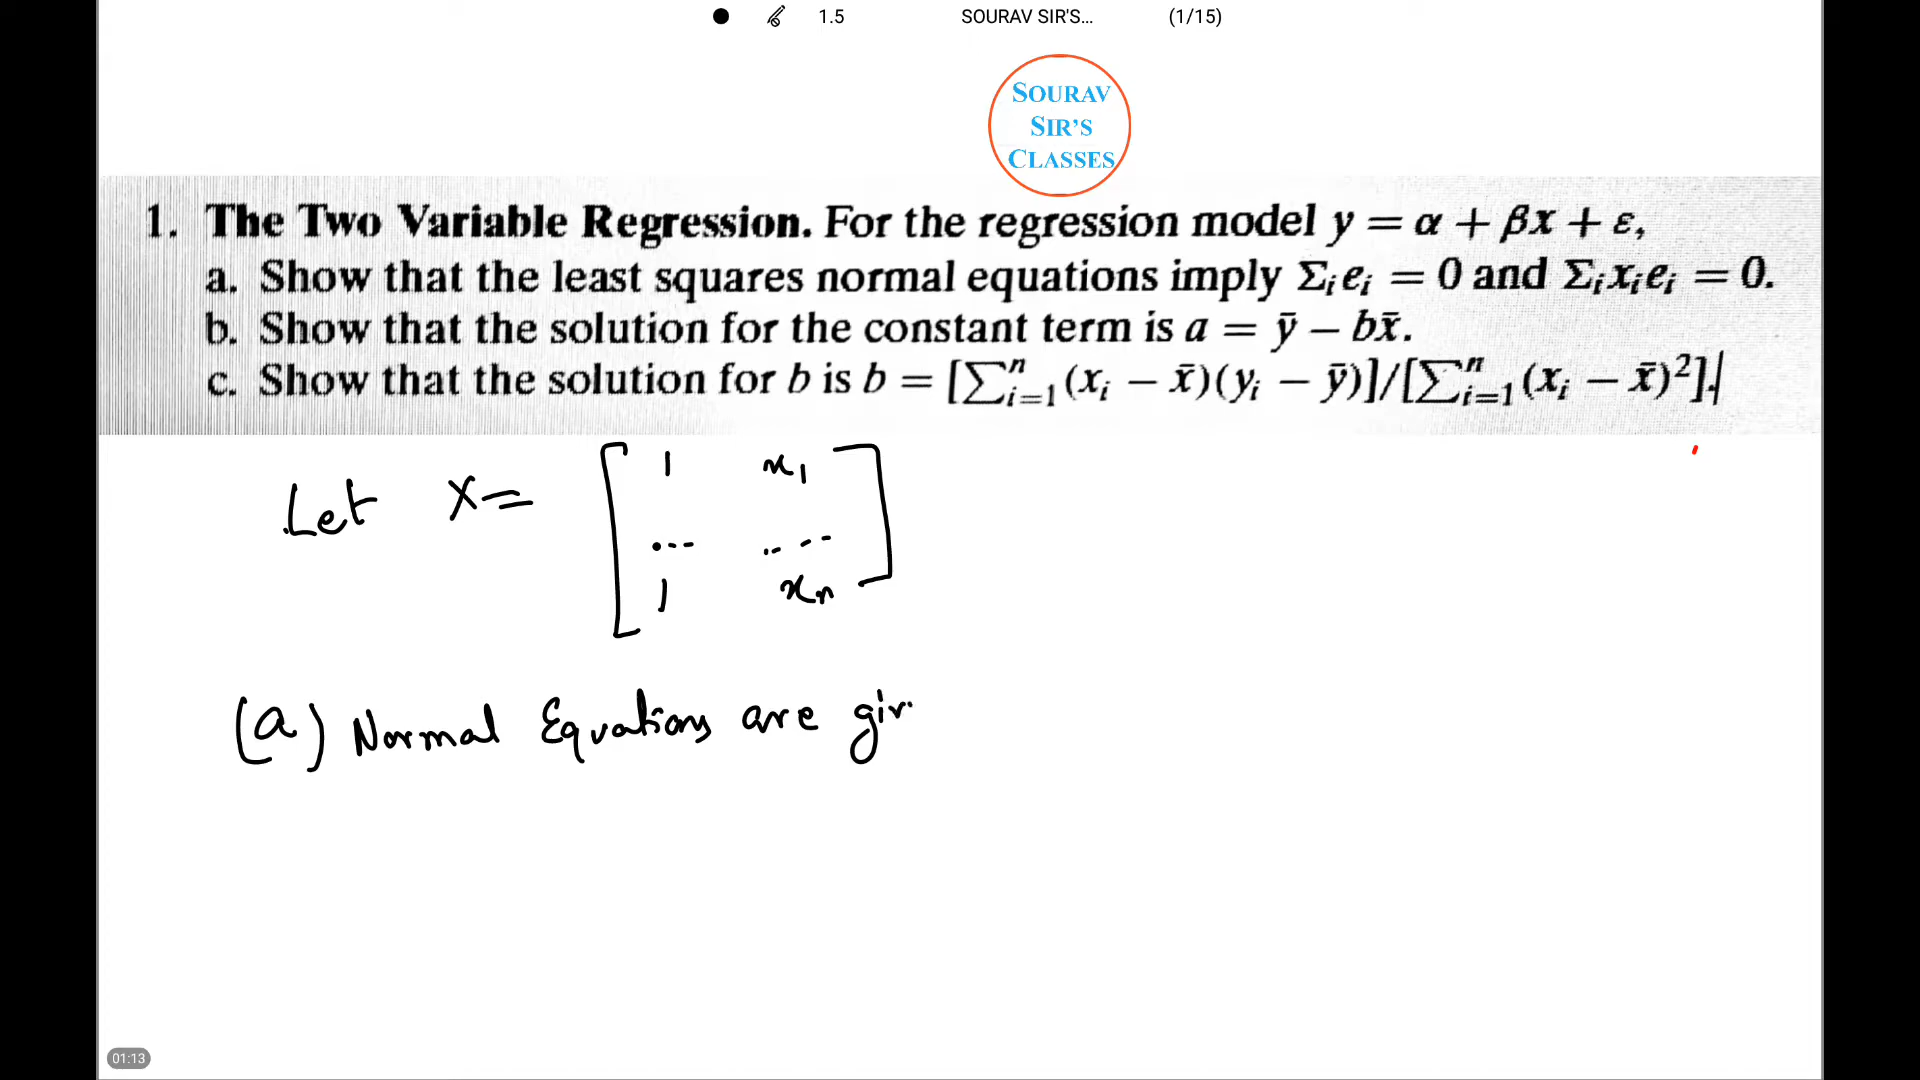 1.5 SOURAV SIR'S... (1/15)
SOURAV
SIR'S
CLASSES
1. The Two Variable Regression. For the regression model y = α + βx + ε,
a. Show that the least squares normal equations imply Σᵢeᵢ = 0 and Σᵢxᵢeᵢ = 0.
b. Show that the solution for the constant term is a = ȳ − bx̄.
c. Show that the solution for b is b = [∑ⁿᵢ₌₁(xᵢ − x̄)(yᵢ − ȳ)]/[∑ⁿᵢ₌₁(xᵢ − x̄)²].
Let X = [ 1 x₁
... ....
1 xₙ ]
(a) Normal Equations are giv
01:13